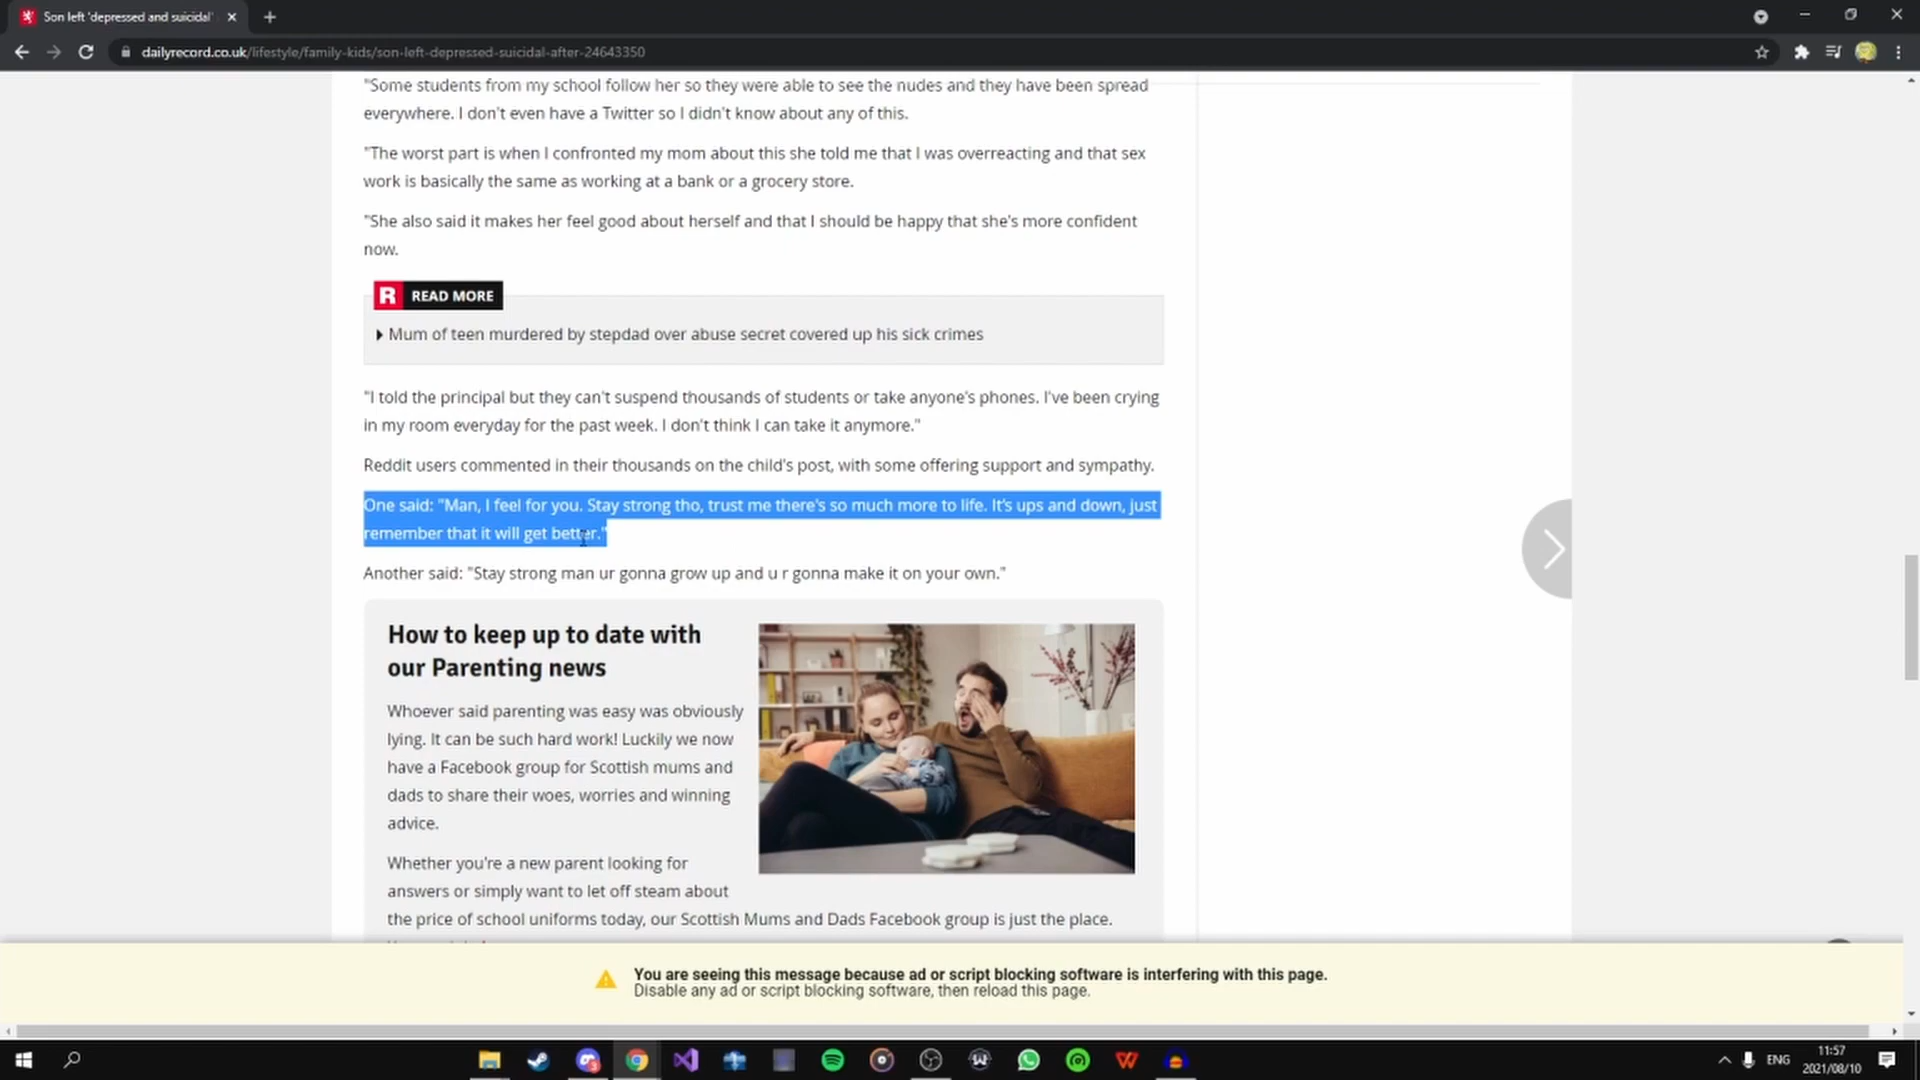 Son left 'depressed and suicidal'
dailyrecord.co.uk/lifestyle/family-kids/son-left-depressed-suicidal-after-24643350
"Some students from my school follow her so they were able to see the nudes and they have been spread
everywhere. I don't even have a Twitter so I didn't know about any of this.
"The worst part is when I confronted my mom about this she told me that I was overreacting and that sex
work is basically the same as working at a bank or a grocery store.
"She also said it makes her feel good about herself and that I should be happy that she's more confident
now.
R READ MORE
Mum of teen murdered by stepdad over abuse secret covered up his sick crimes
"I told the principal but they can't suspend thousands of students or take anyone's phones. I've been crying
in my room everyday for the past week. I don't think I can take it anymore."
Reddit users commented in their thousands on the child's post, with some offering support and sympathy.
One said: "Man, I feel for you. Stay strong tho, trust me there's so much more to life. It's ups and down, just
remember that it will get better."
Another said: "Stay strong man ur gonna grow up and u r gonna make it on your own."
How to keep up to date with
our Parenting news
Whoever said parenting was easy was obviously
lying. It can be such hard work! Luckily we now
have a Facebook group for Scottish mums and
dads to share their woes, worries and winning
advice.
Whether you're a new parent looking for
answers or simply want to let off steam about
the price of school uniforms today, our Scottish Mums and Dads Facebook group is just the place.
You are seeing this message because ad or script blocking software is interfering with this page.
Disable any ad or script blocking software, then reload this page.
ENG
11:57
2021/08/10